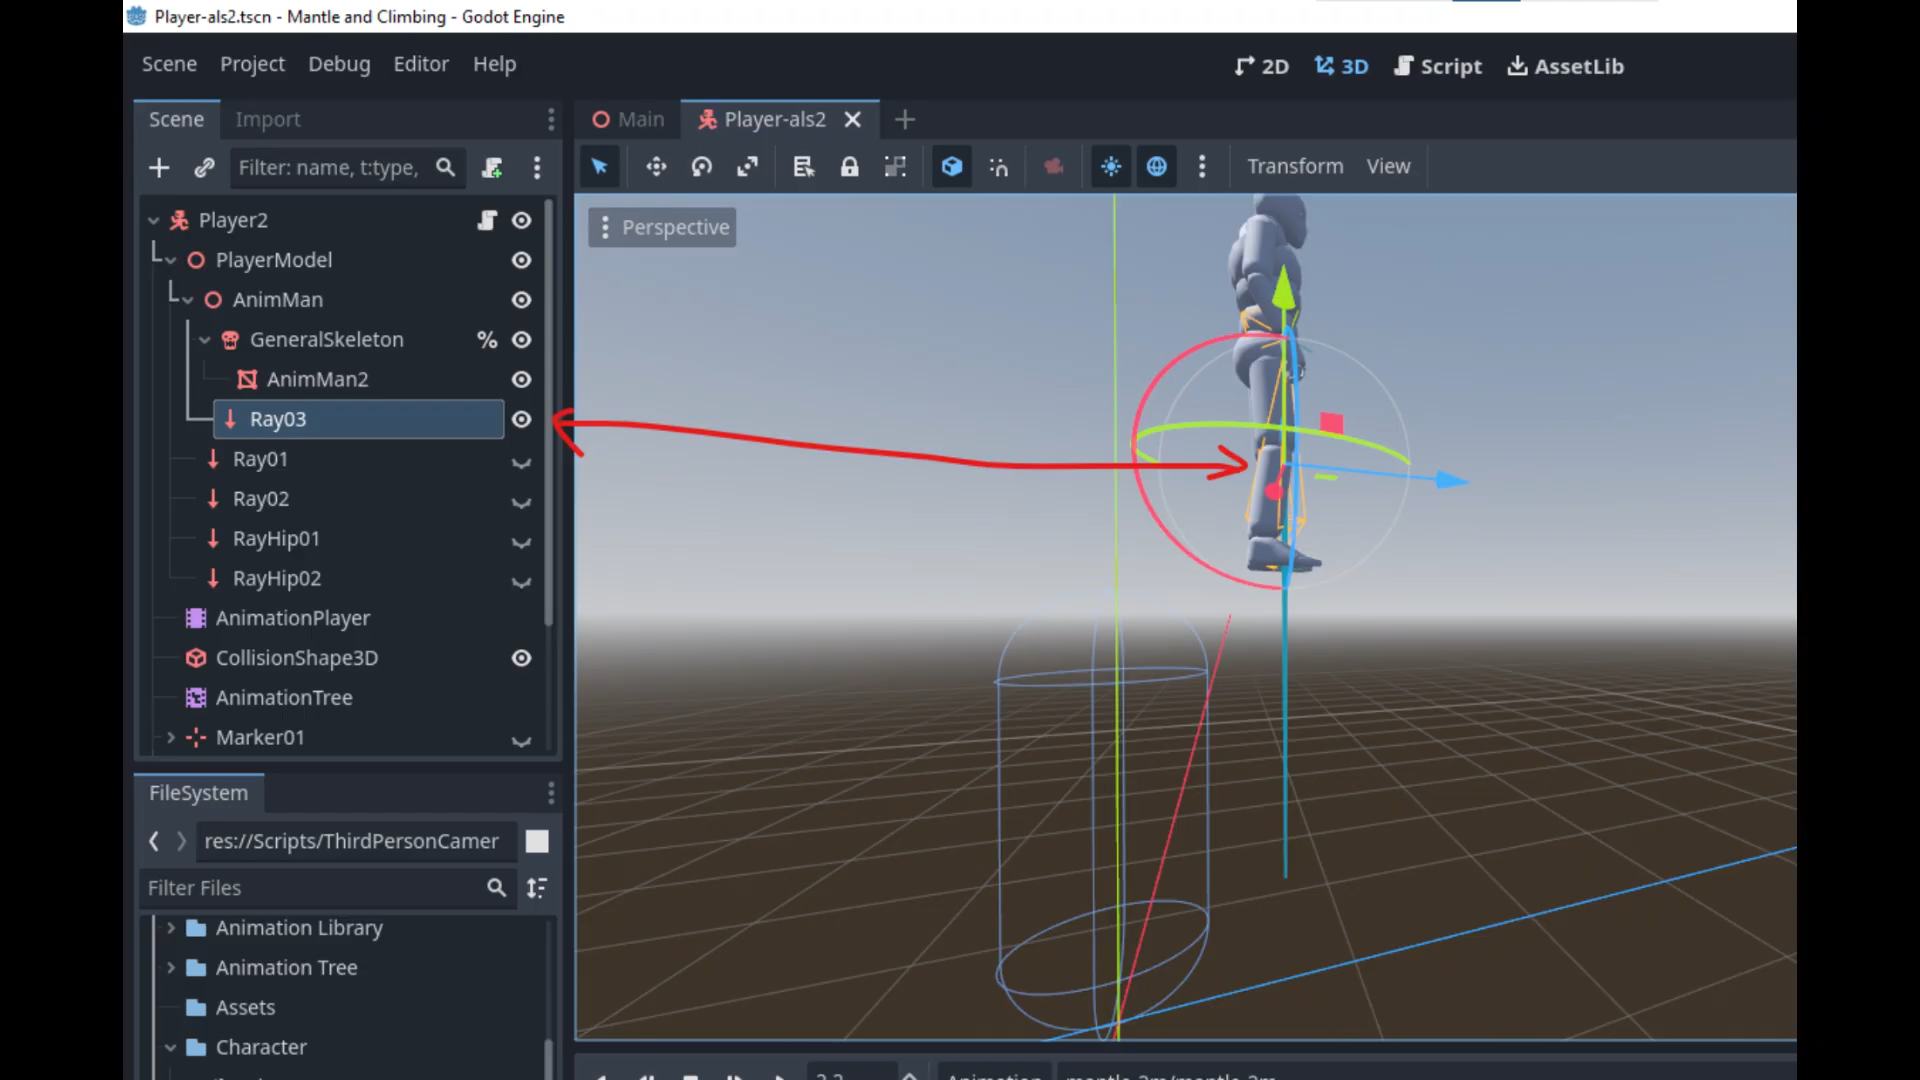 Player-als2.tscn - Mantle and Climbing - Godot Engine
Scene Project Debug Editor Help
2D 3D Script AssetLib
Scene Import
Main Player-als2
Filter: name, t:type,
Transform View
Perspective
Player2
PlayerModel
AnimMan
GeneralSkeleton %
AnimMan2
Ray03
Ray01
Ray02
RayHip01
RayHip02
AnimationPlayer
CollisionShape3D
AnimationTree
Marker01
FileSystem
res://Scripts/ThirdPersonCamer
Filter Files
Animation Library
Animation Tree
Assets
Character
Animation